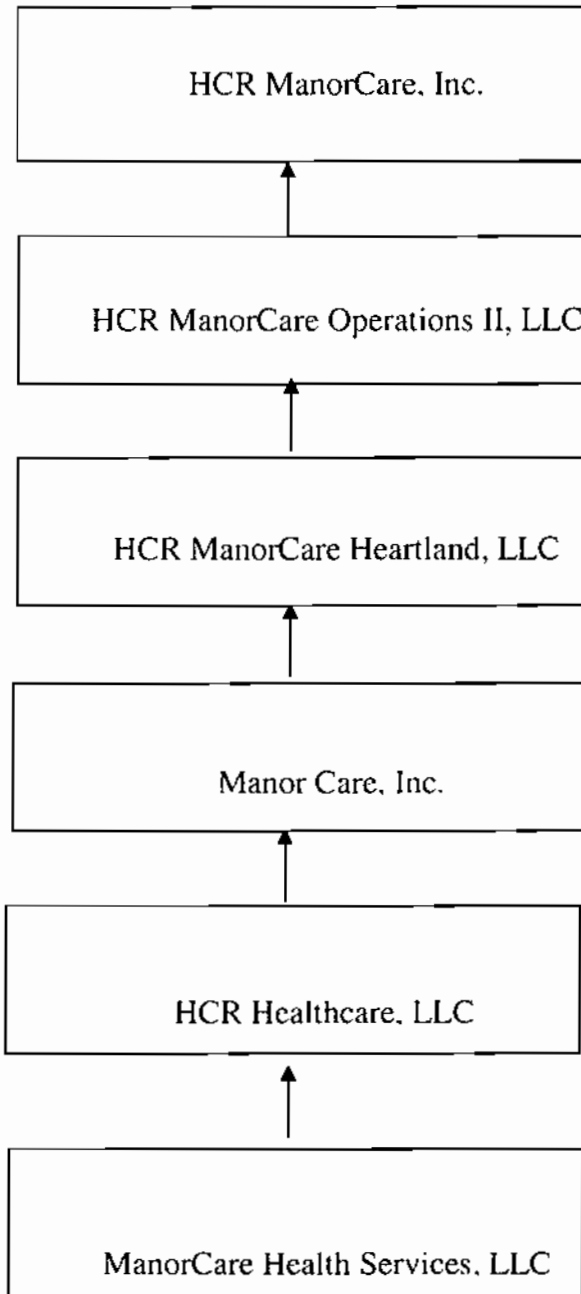 HCR ManorCare, Inc.
HCR ManorCare Operations II, LLC
HCR ManorCare Heartland, LLC
Manor Care, Inc.
HCR Healthcare, LLC
ManorCare Health Services, LLC